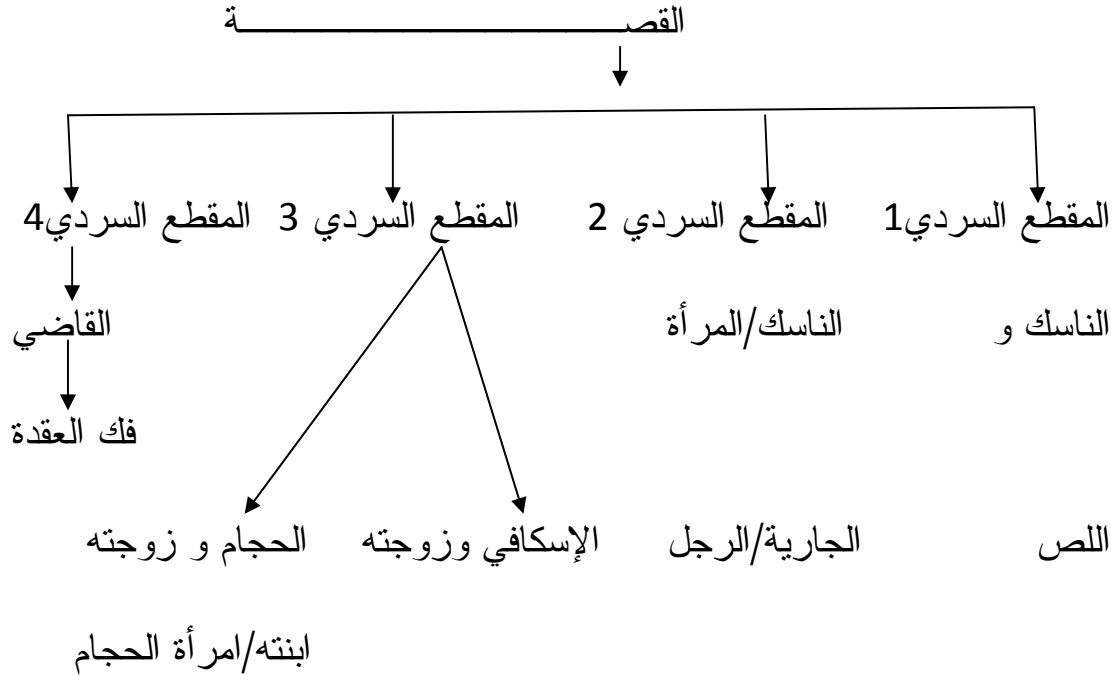 القصـــــــــــــــــــــــــــــة
المقطع السردي1 المقطع السردي 2 المقطع السردي 3 المقطع السردي4
الناسك و الناسك/المرأة القاضي
فك العقدة
اللص الجارية/الرجل الإسكافي وزوجته الحجام و زوجته
ابنته/امرأة الحجام